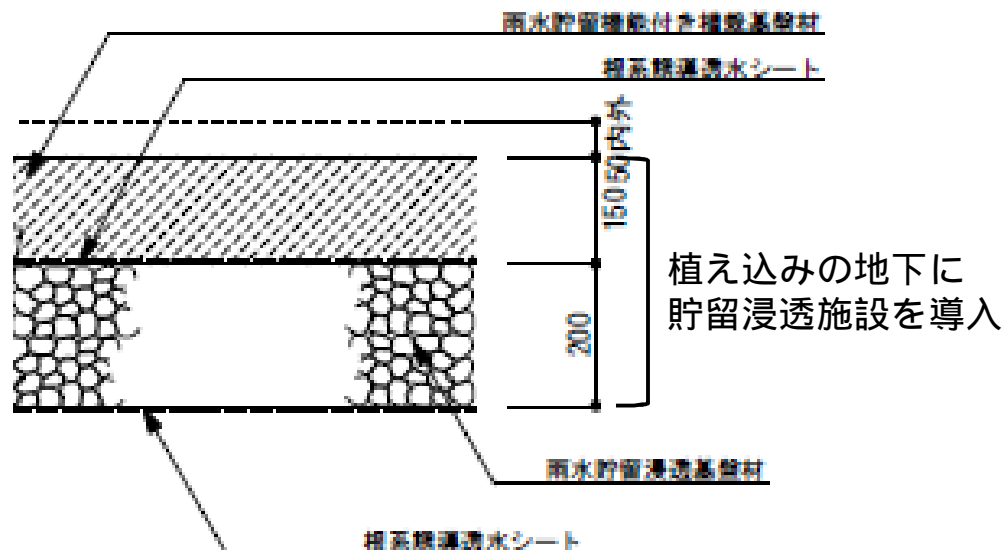 雨水貯留機能付き植栽基盤材
根系誘導透水シート
50内外
150
植え込みの地下に
貯留浸透施設を導入
200
雨水貯留浸透基盤材
根系誘導透水シート